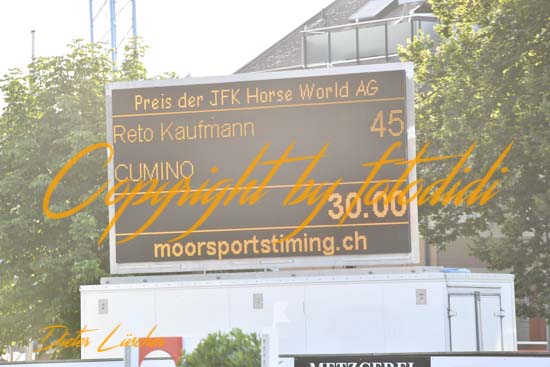 Preis der JFK Horse World AG
Reto Kaufmann 45
CUMINO
30.00
moorsportstiming.ch
Copyright by fotodidi
Dieter Lüscher
METZGEREI